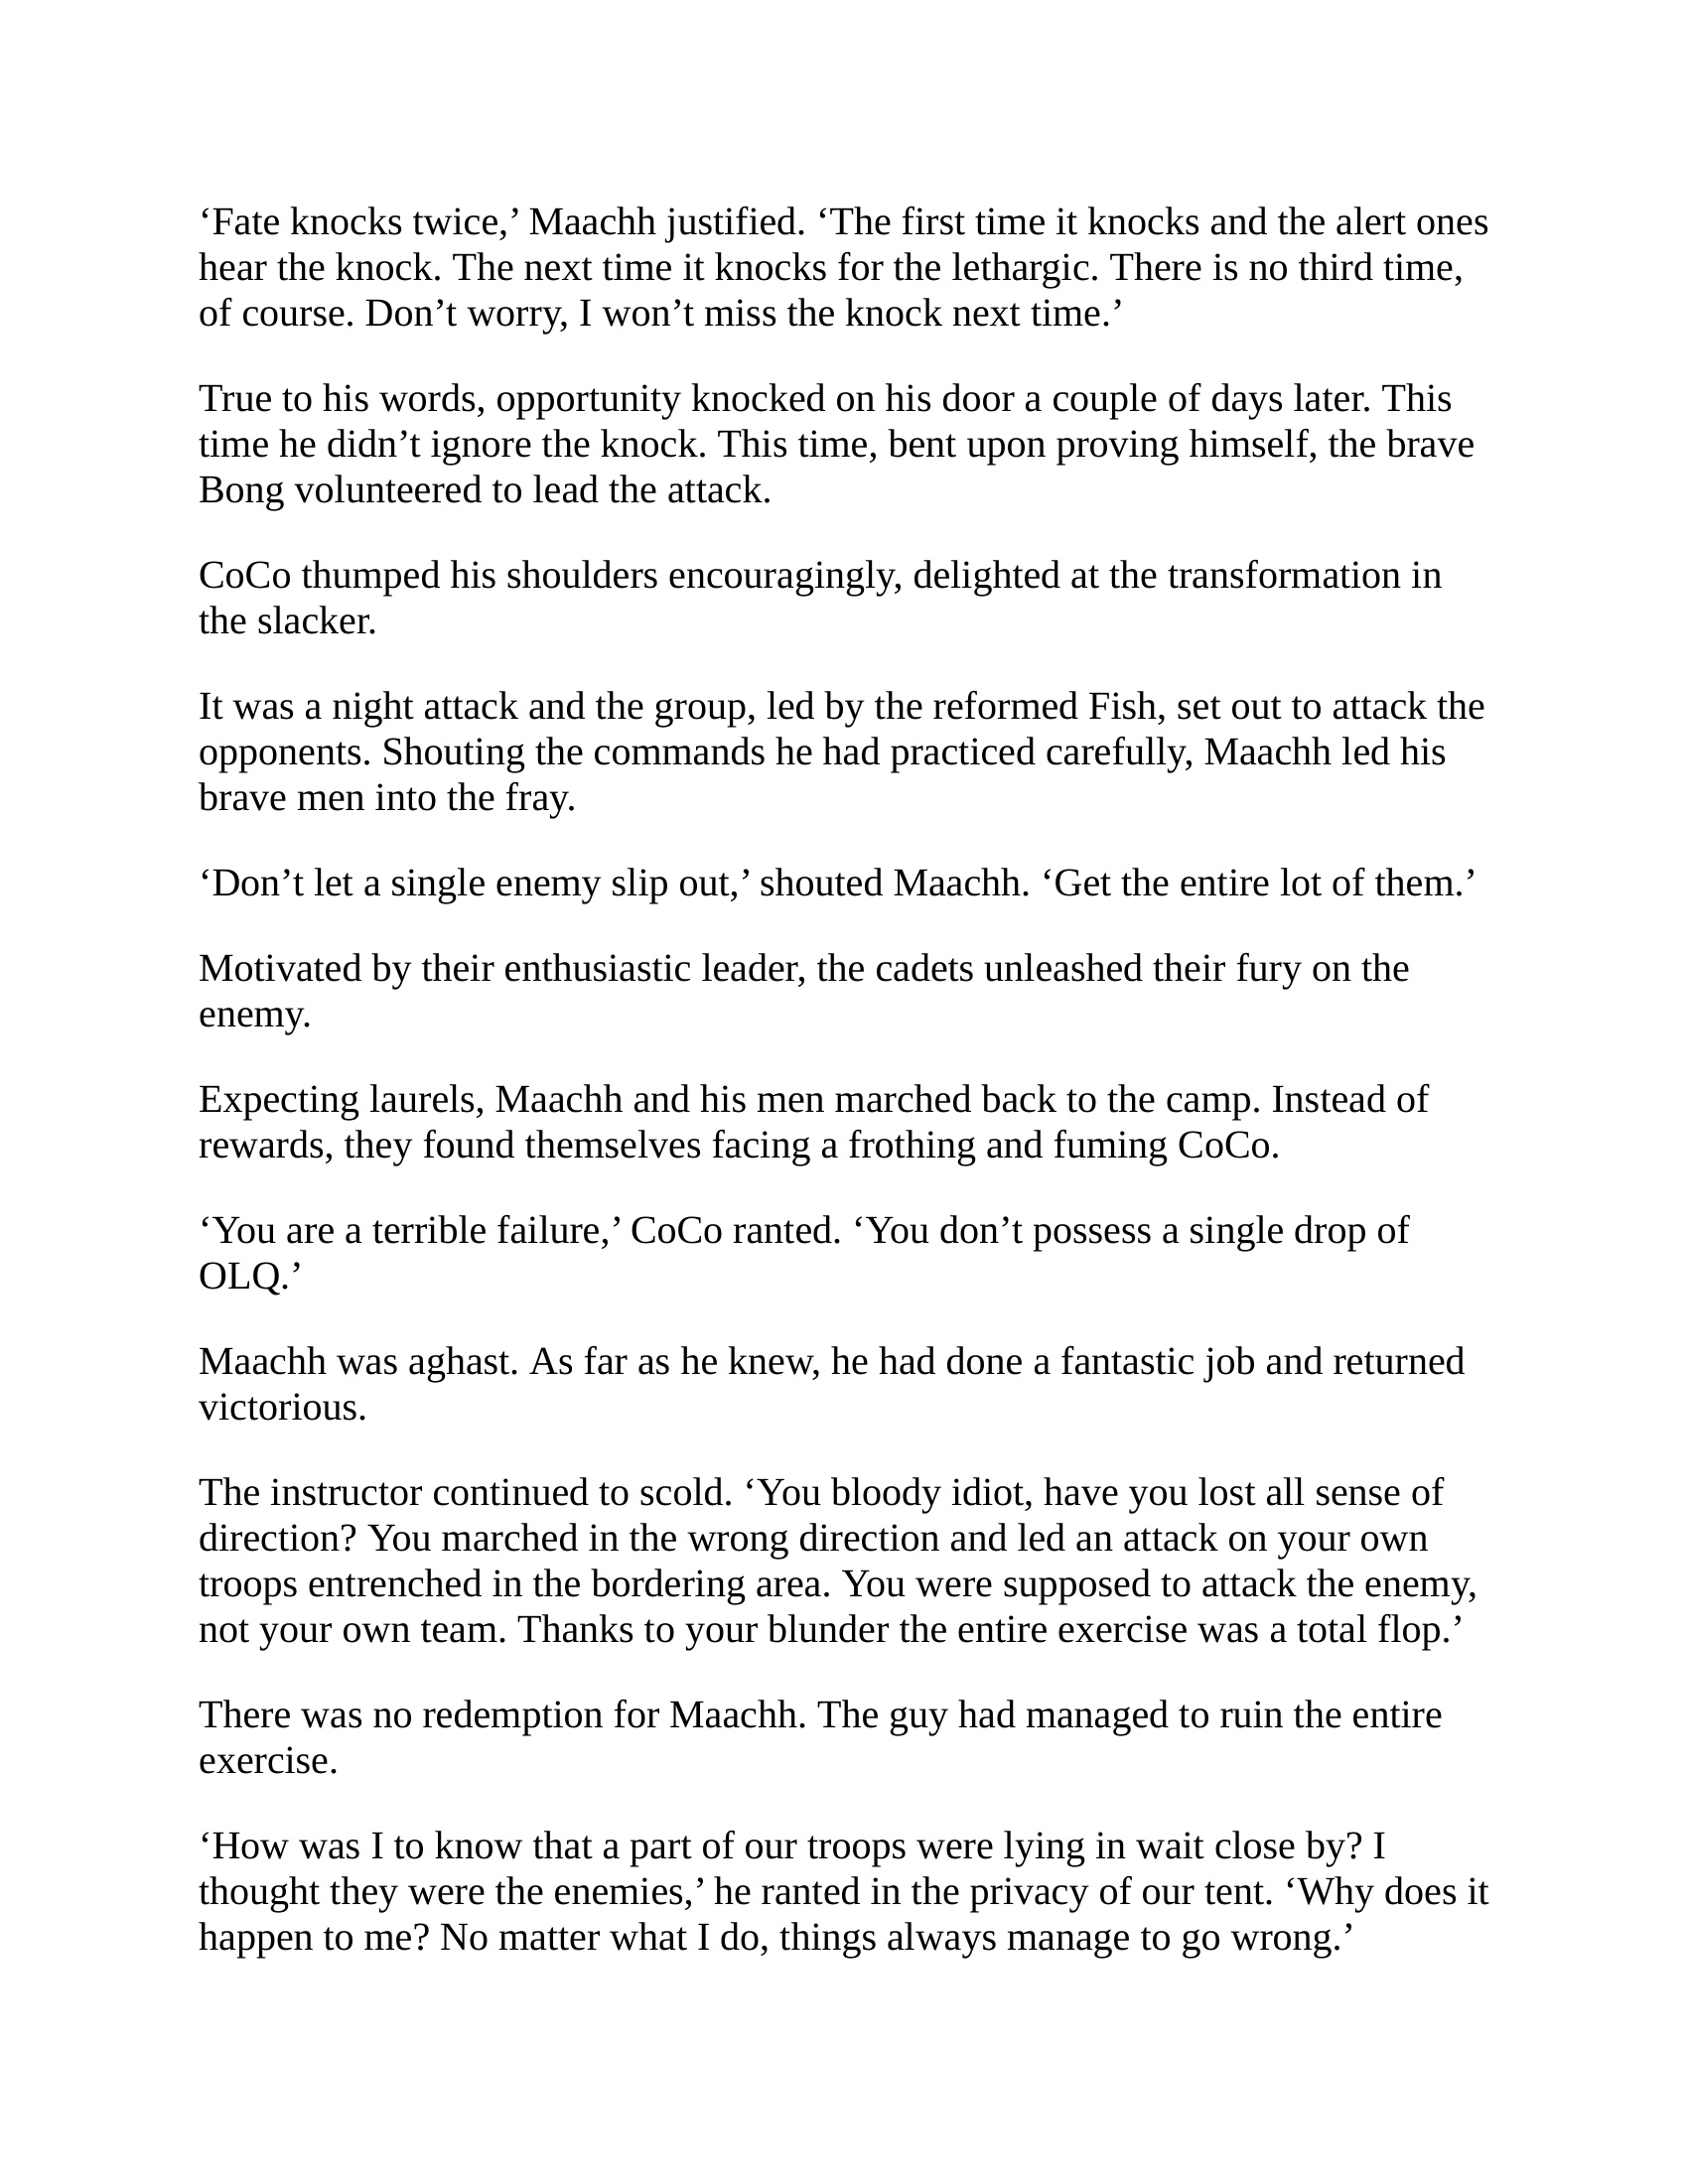 ‘Fate knocks twice,’ Maachh justified. ‘The first time it knocks and the alert ones
hear the knock. The next time it knocks for the lethargic. There is no third time,
of course. Don’t worry, I won’t miss the knock next time.’
True to his words, opportunity knocked on his door a couple of days later. This
time he didn’t ignore the knock. This time, bent upon proving himself, the brave
Bong volunteered to lead the attack.
CoCo thumped his shoulders encouragingly, delighted at the transformation in
the slacker.
It was a night attack and the group, led by the reformed Fish, set out to attack the
opponents. Shouting the commands he had practiced carefully, Maachh led his
brave men into the fray.
‘Don’t let a single enemy slip out,’ shouted Maachh. ‘Get the entire lot of them.’
Motivated by their enthusiastic leader, the cadets unleashed their fury on the
enemy.
Expecting laurels, Maachh and his men marched back to the camp. Instead of
rewards, they found themselves facing a frothing and fuming CoCo.
‘You are a terrible failure,’ CoCo ranted. ‘You don’t possess a single drop of
OLQ.’
Maachh was aghast. As far as he knew, he had done a fantastic job and returned
victorious.
The instructor continued to scold. ‘You bloody idiot, have you lost all sense of
direction? You marched in the wrong direction and led an attack on your own
troops entrenched in the bordering area. You were supposed to attack the enemy,
not your own team. Thanks to your blunder the entire exercise was a total flop.’
There was no redemption for Maachh. The guy had managed to ruin the entire
exercise.
‘How was I to know that a part of our troops were lying in wait close by? I
thought they were the enemies,’ he ranted in the privacy of our tent. ‘Why does it
happen to me? No matter what I do, things always manage to go wrong.’